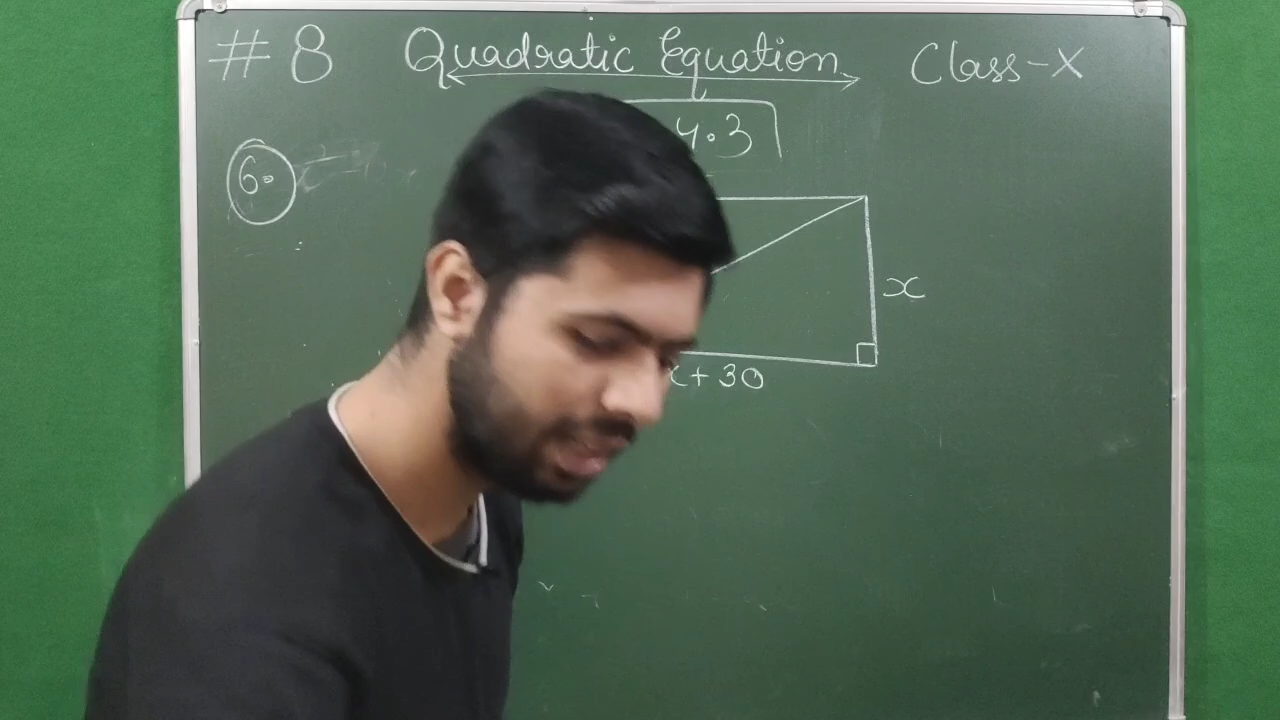 #8 Quadratic Equation Class-X
4.3
6.
x
x+30